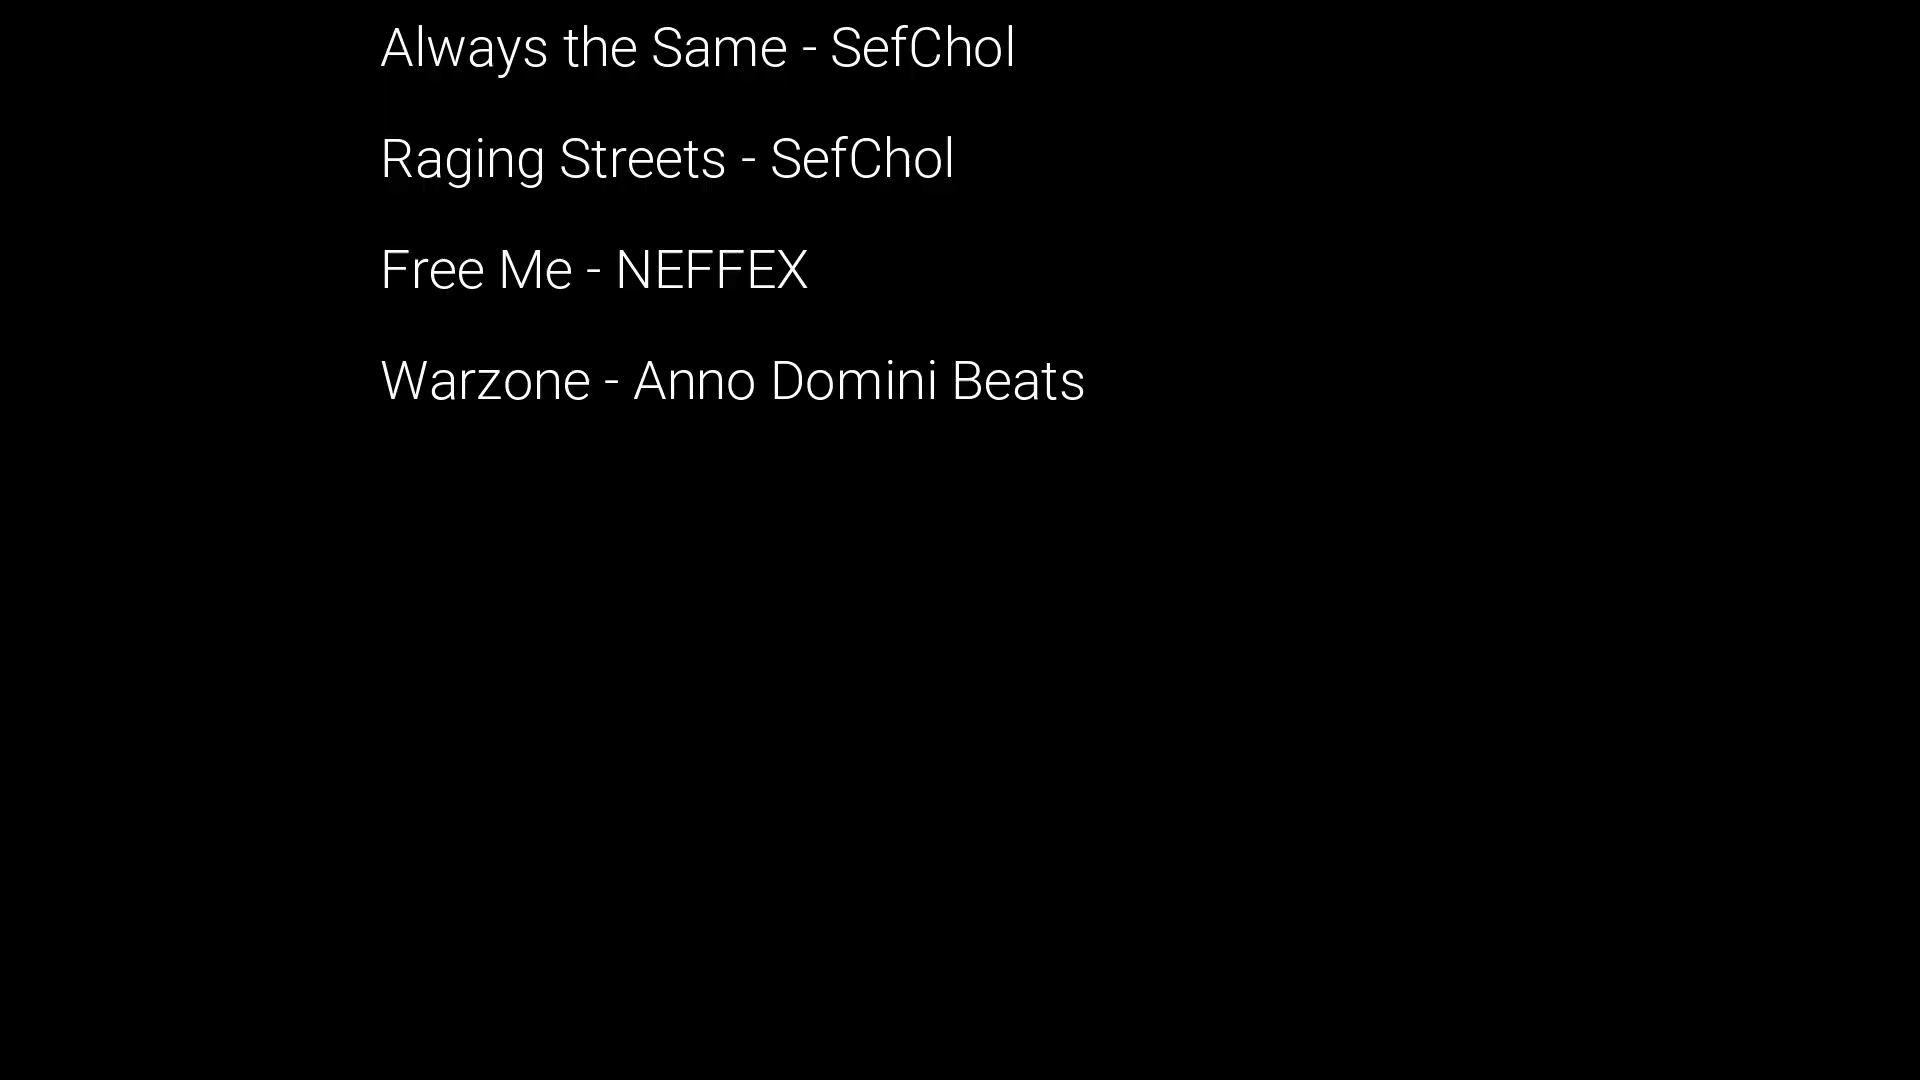 Always the Same - SefChol
Raging Streets - SefChol
Free Me - NEFFEX
Warzone - Anno Domini Beats